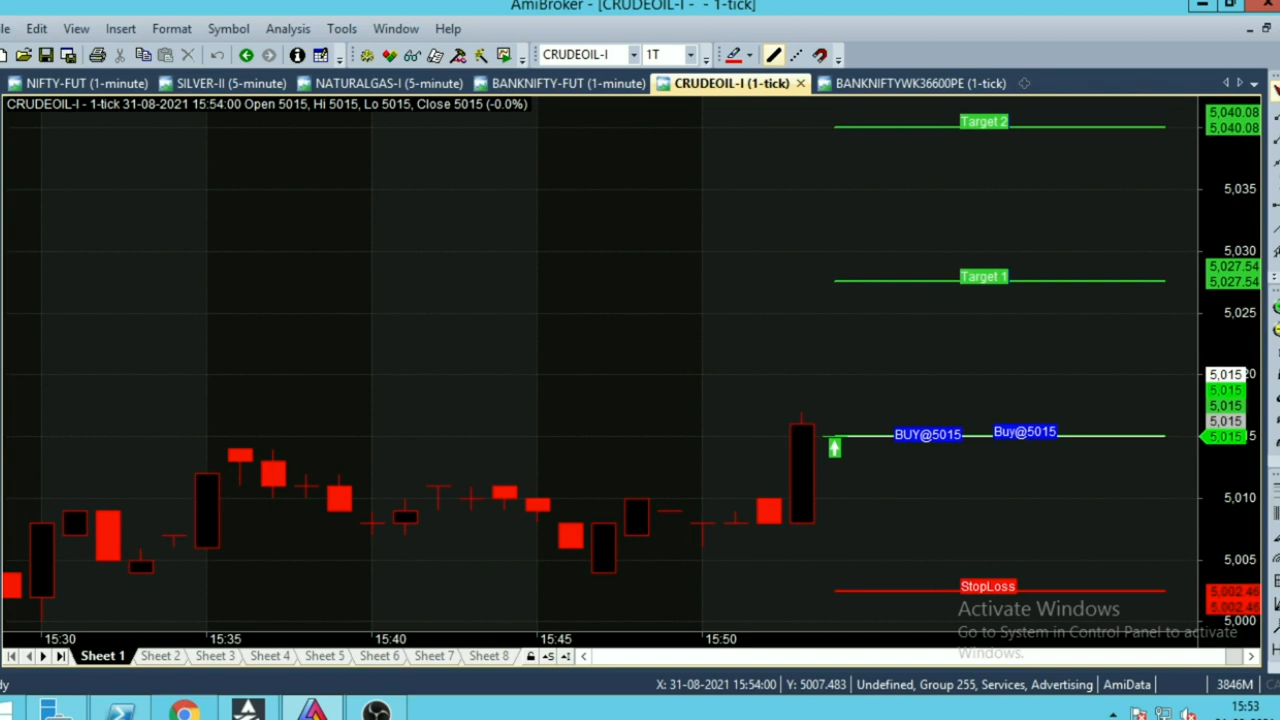 AmiBroker - [CRUDEOIL-I - - 1-tick]
Edit View Insert Format Symbol Analysis Tools Window Help
CRUDEOIL-I 1T
NIFTY-FUT (1-minute) SILVER-II (5-minute) NATURALGAS-I (5-minute) BANKNIFTY-FUT (1-minute) CRUDEOIL-I (1-tick) BANKNIFTYWK36600PE (1-tick)
CRUDEOIL-I - 1-tick 31-08-2021 15:54:00 Open 5015, Hi 5015, Lo 5015, Close 5015 (-0.0%)
5,040.08
Target 2
5,040.08
5,035
5,030
5,027.54
Target 1
5,027.54
5,025
5,015
5,015
5,015
5,015
BUY@5015 Buy@5015 5,015
5,010
5,005
StopLoss
5,002.46
5,002.46
Activate Windows
5,000
Go to System in Control Panel to activate
Windows.
15:30 15:35 15:40 15:45 15:50
Sheet 1 Sheet 2 Sheet 3 Sheet 4 Sheet 5 Sheet 6 Sheet 7 Sheet 8
X: 31-08-2021 15:54:00 Y: 5007.483 Undefined, Group 255, Services, Advertising AmiData 3846M
15:53